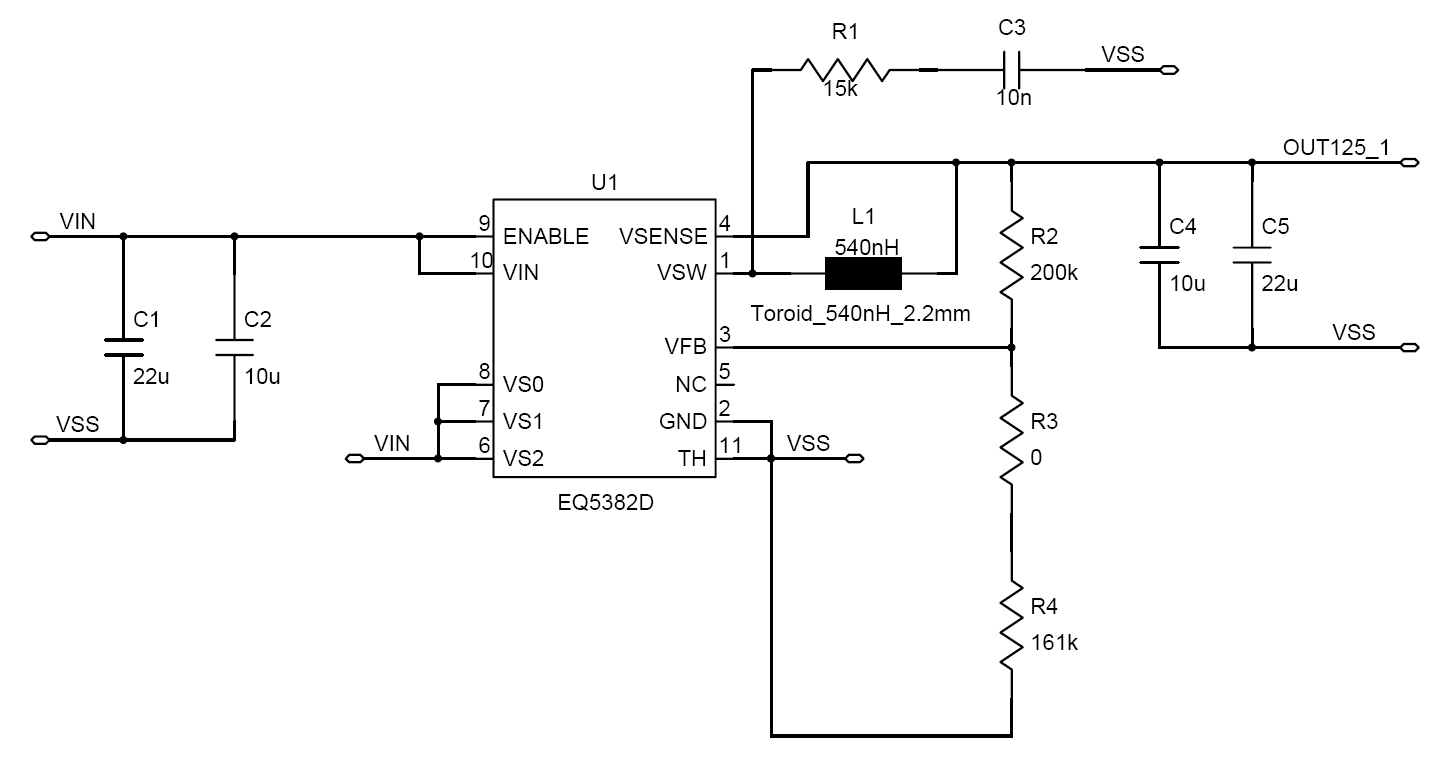 R1
15k
C3
10n
VSS
OUT125_1
U1
VIN
9
ENABLE
10
VIN
VSENSE
4
VSW
1
L1
540nH
Toroid_540nH_2.2mm
R2
200k
C4
10u
C5
22u
VSS
C1
22u
C2
10u
VSS
VFB
3
NC
5
GND
2
TH
11
VSS
8
VS0
7
VS1
6
VS2
VIN
EQ5382D
R3
0
R4
161k